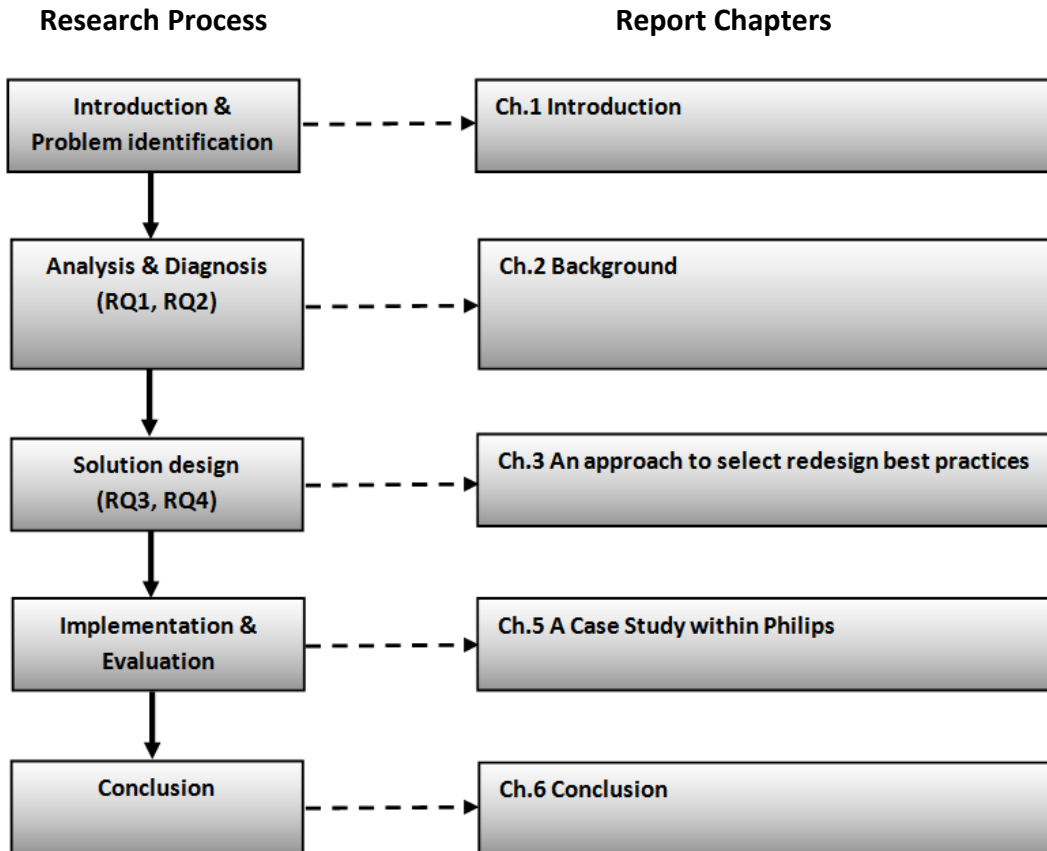 Research Process
Report Chapters
Introduction &
Problem identification
Ch.1 Introduction
Analysis & Diagnosis
(RQ1, RQ2)
Ch.2 Background
Solution design
(RQ3, RQ4)
Ch.3 An approach to select redesign best practices
Implementation &
Evaluation
Ch.5 A Case Study within Philips
Conclusion
Ch.6 Conclusion